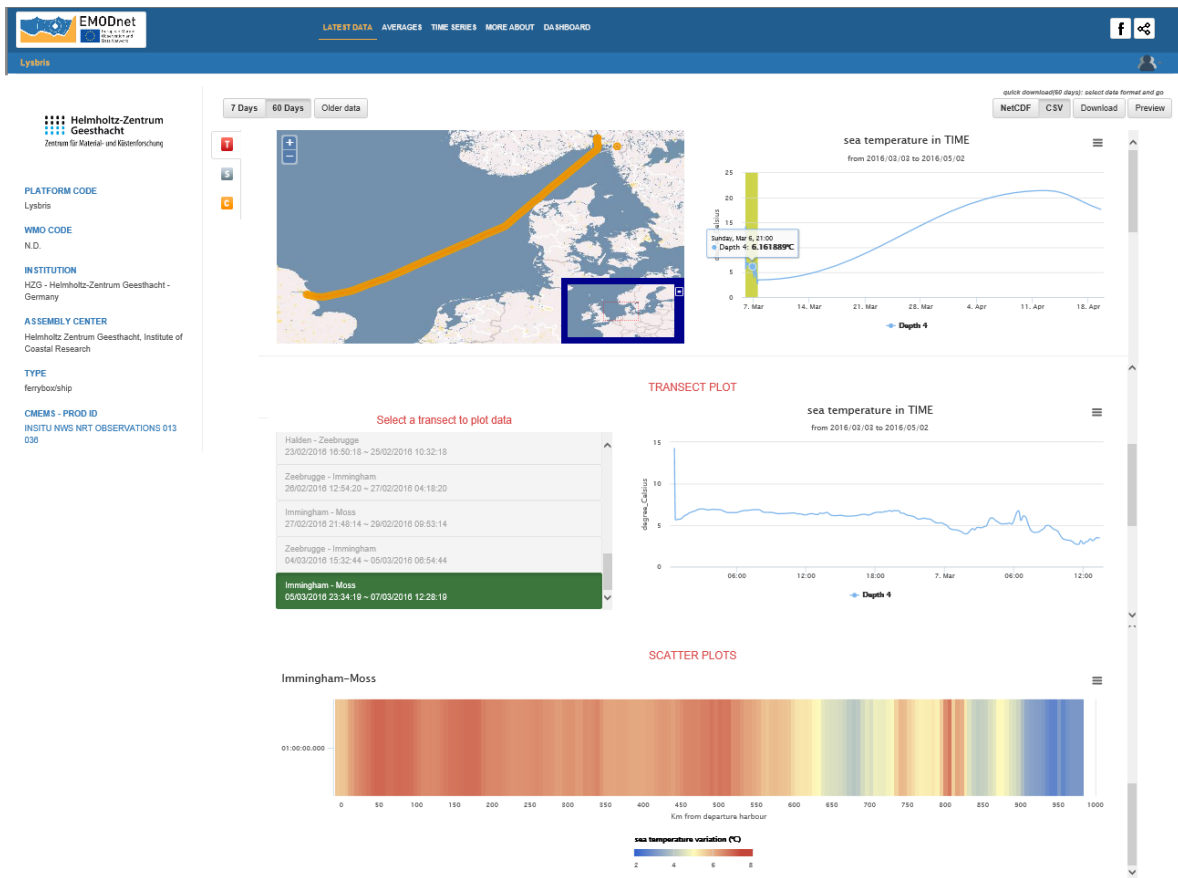 EMODnet
LATEST DATA AVERAGES TIME SERIES MORE ABOUT DASHBOARD
Lysbris
quick download(60 days): select data format and go
7 Days 60 Days Older data
NetCDF CSV Download Preview
Helmholtz-Zentrum
Geesthacht
Zentrum für Material- und Küstenforschung
PLATFORM CODE
Lysbris
WMO CODE
N.D.
INSTITUTION
HZG - Helmholtz-Zentrum Geesthacht -
Germany
ASSEMBLY CENTER
Helmholtz Zentrum Geesthacht, Institute of
Coastal Research
TYPE
ferrybox/ship
CMEMS - PROD ID
INSITU NWS NRT OBSERVATIONS 013
036
T
S
C
+
−
sea temperature in TIME
from 2016/03/03 to 2016/05/02
25
20
15
5
0
elsius
Sunday, Mar 6, 21:00
Depth 4: 6.161889°C
7. Mar 14. Mar 21. Mar 28. Mar 4. Apr 11. Apr 18. Apr
Depth 4
TRANSECT PLOT
Select a transect to plot data
Halden - Zeebrugge
23/02/2016 16:50:18 ~ 25/02/2016 10:32:18
Zeebrugge - Immingham
26/02/2016 12:54:20 ~ 27/02/2016 04:18:20
Immingham - Moss
27/02/2016 21:48:14 ~ 29/02/2016 09:53:14
Zeebrugge - Immingham
04/03/2016 15:32:44 ~ 05/03/2016 06:54:44
Immingham - Moss
05/03/2016 23:34:19 ~ 07/03/2016 12:28:19
sea temperature in TIME
from 2016/03/03 to 2016/05/02
15
10
5
0
degree_Celsius
06:00 12:00 18:00 7. Mar 06:00 12:00
Depth 4
SCATTER PLOTS
Immingham-Moss
01:00:00.000
0 50 100 150 200 250 300 350 400 450 500 550 600 650 700 750 800 850 900 950 1000
Km from departure harbour
sea temperature variation (°C)
2 4 6 8